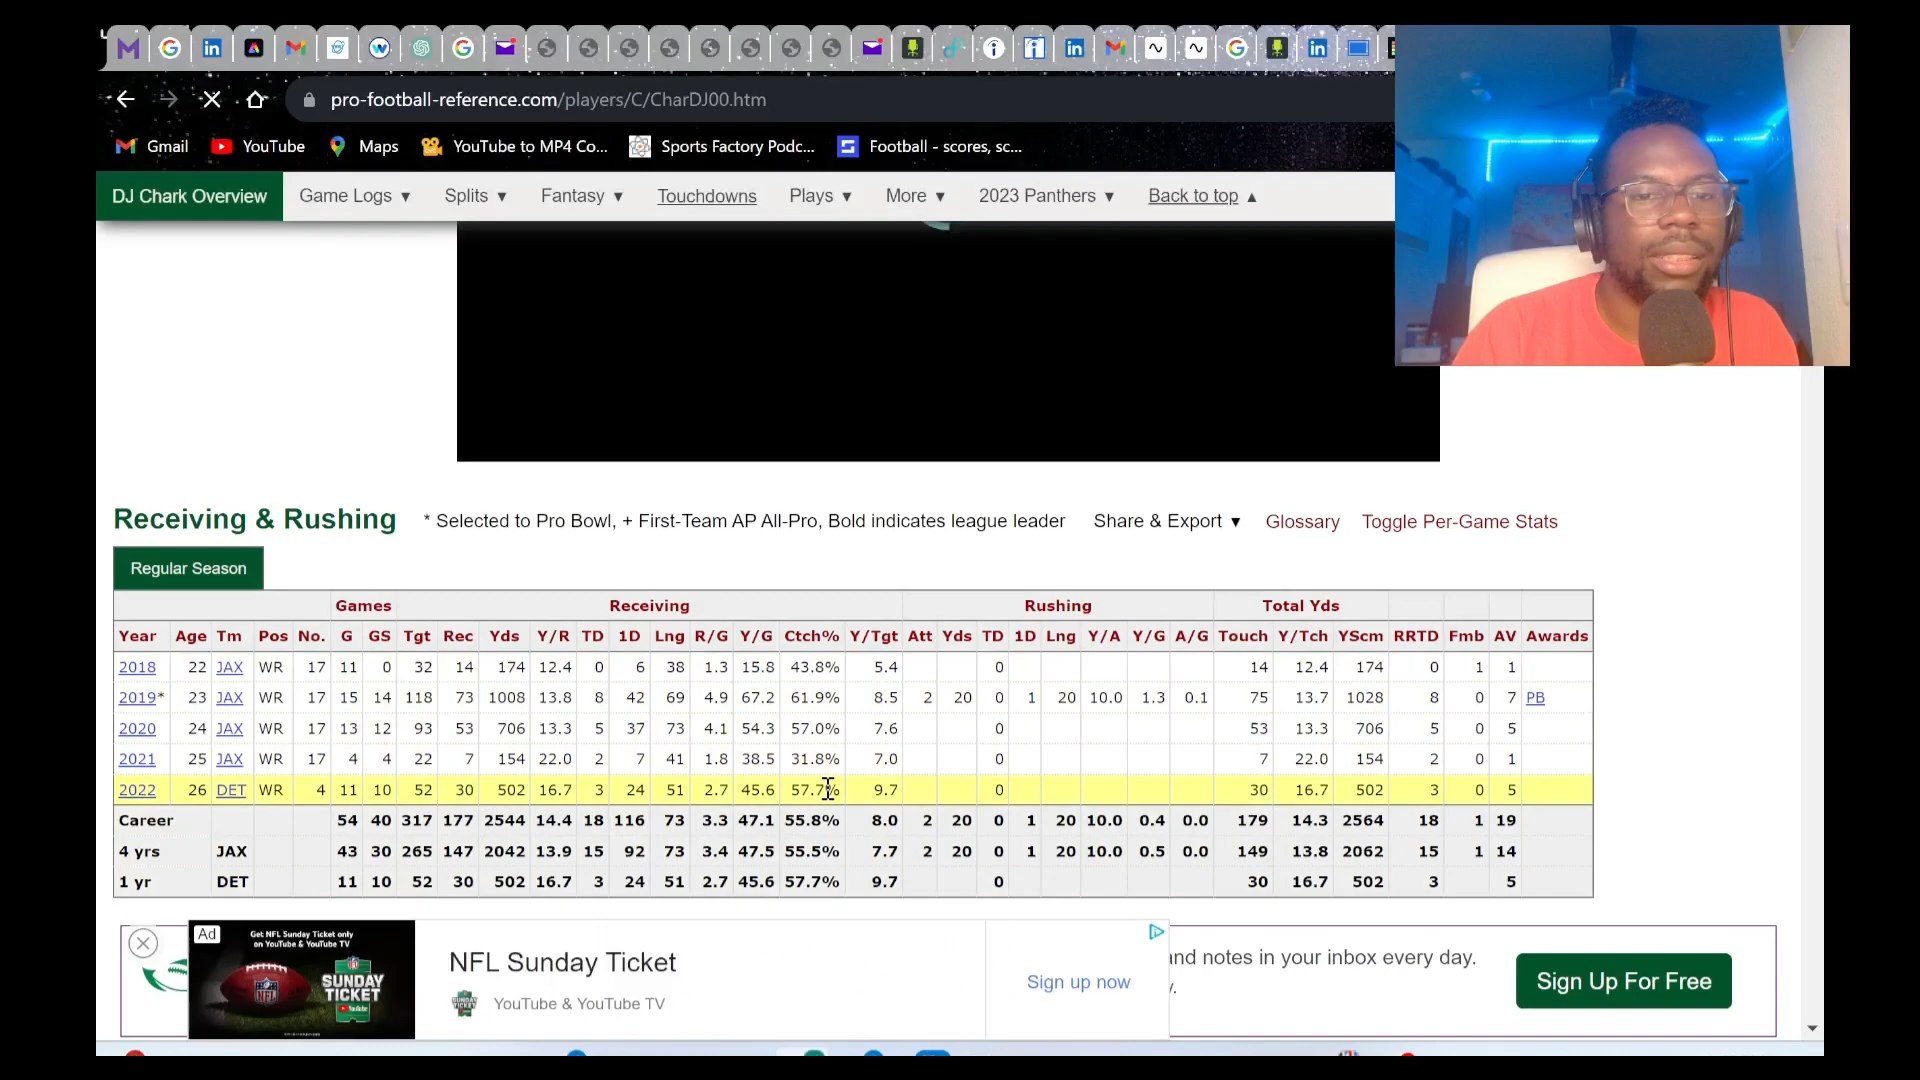 pro-football-reference.com/players/C/CharDJ00.htm
Gmail YouTube Maps YouTube to MP4 Co... Sports Factory Podc... Football - scores, sc...
DJ Chark Overview Game Logs ▼ Splits ▼ Fantasy ▼ Touchdowns Plays ▼ More ▼ 2023 Panthers ▼ Back to top ▲
Receiving & Rushing * Selected to Pro Bowl, + First-Team AP All-Pro, Bold indicates league leader Share & Export ▼ Glossary Toggle Per-Game Stats
Regular Season
Games Receiving Rushing Total Yds
Year Age Tm Pos No. G GS Tgt Rec Yds Y/R TD 1D Lng R/G Y/G Ctch% Y/Tgt Att Yds TD 1D Lng Y/A Y/G A/G Touch Y/Tch YScm RRTD Fmb AV Awards
2018 22 JAX WR 17 11 0 32 14 174 12.4 0 6 38 1.3 15.8 43.8% 5.4 0 14 12.4 174 0 1 1
2019* 23 JAX WR 17 15 14 118 73 1008 13.8 8 42 69 4.9 67.2 61.9% 8.5 2 20 0 1 20 10.0 1.3 0.1 75 13.7 1028 8 0 7 PB
2020 24 JAX WR 17 13 12 93 53 706 13.3 5 37 73 4.1 54.3 57.0% 7.6 0 53 13.3 706 5 0 5
2021 25 JAX WR 17 4 4 22 7 154 22.0 2 7 41 1.8 38.5 31.8% 7.0 0 7 22.0 154 2 0 1
2022 26 DET WR 4 11 10 52 30 502 16.7 3 24 51 2.7 45.6 57.7% 9.7 0 30 16.7 502 3 0 5
Career 54 40 317 177 2544 14.4 18 116 73 3.3 47.1 55.8% 8.0 2 20 0 1 20 10.0 0.4 0.0 179 14.3 2564 18 1 19
4 yrs JAX 43 30 265 147 2042 13.9 15 92 73 3.4 47.5 55.5% 7.7 2 20 0 1 20 10.0 0.5 0.0 149 13.8 2062 15 1 14
1 yr DET 11 10 52 30 502 16.7 3 24 51 2.7 45.6 57.7% 9.7 0 30 16.7 502 3 5
Ad
Get NFL Sunday Ticket only
on YouTube & YouTube TV
NFL
SUNDAY
TICKET
YouTube
NFL Sunday Ticket
YouTube & YouTube TV
Sign up now
and notes in your inbox every day.
Sign Up For Free